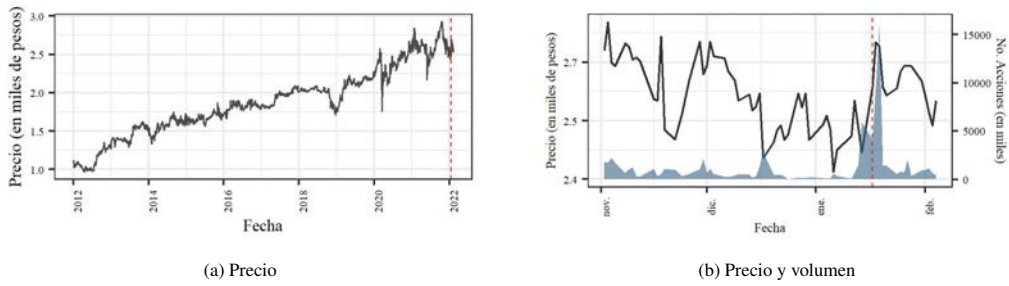 Precio (en miles de pesos)
3.0
2.5
2.0
1.5
1.0
2012
2014
2016
2018
2020
2022
Fecha
(a) Precio
Precio (en miles de pesos)
2.7
2.5
2.4
15000
10000
5000
0
No. Acciones (en miles)
nov.
dic.
ene.
feb.
Fecha
(b) Precio y volumen